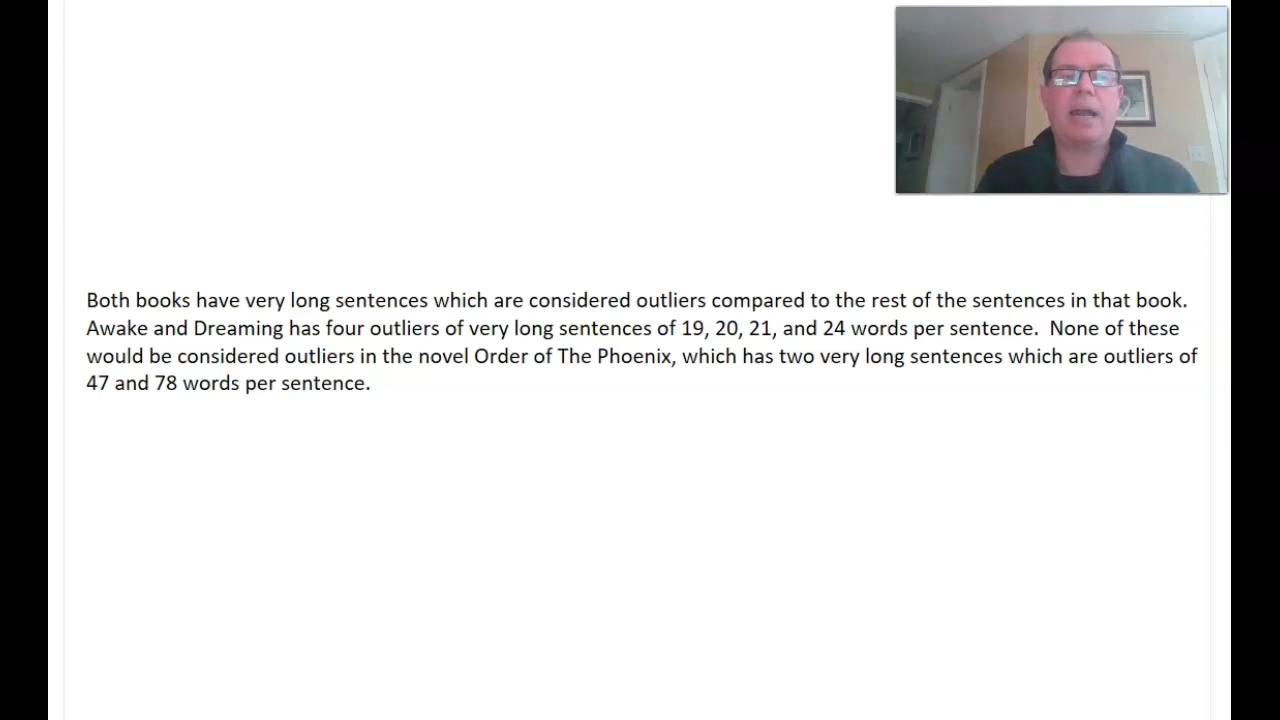 Both books have very long sentences which are considered outliers compared to the rest of the sentences in that book.
Awake and Dreaming has four outliers of very long sentences of 19, 20, 21, and 24 words per sentence.  None of these
would be considered outliers in the novel Order of The Phoenix, which has two very long sentences which are outliers of
47 and 78 words per sentence.